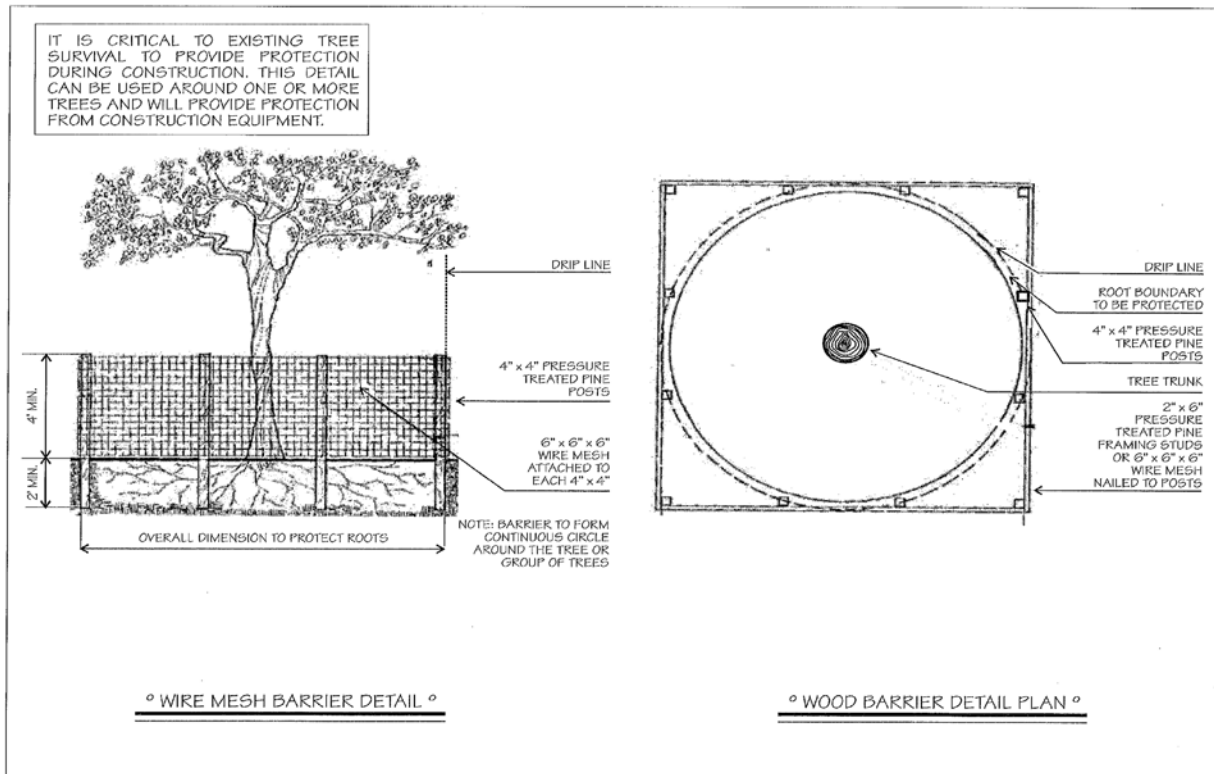 IT IS CRITICAL TO EXISTING TREE
SURVIVAL TO PROVIDE PROTECTION
DURING CONSTRUCTION. THIS DETAIL
CAN BE USED AROUND ONE OR MORE
TREES AND WILL PROVIDE PROTECTION
FROM CONSTRUCTION EQUIPMENT.
DRIP LINE
4" x 4" PRESSURE
TREATED PINE
POSTS
4' MIN.
6" x 6" x 6"
WIRE MESH
ATTACHED TO
EACH 4" x 4"
2' MIN.
OVERALL DIMENSION TO PROTECT ROOTS
NOTE: BARRIER TO FORM
CONTINUOUS CIRCLE
AROUND THE TREE OR
GROUP OF TREES
° WIRE MESH BARRIER DETAIL °
DRIP LINE
ROOT BOUNDARY
TO BE PROTECTED
4" x 4" PRESSURE
TREATED PINE
POSTS
TREE TRUNK
2" x 6"
PRESSURE
TREATED PINE
FRAMING STUDS
OR 6" x 6" x 6"
WIRE MESH
NAILED TO POSTS
° WOOD BARRIER DETAIL PLAN °